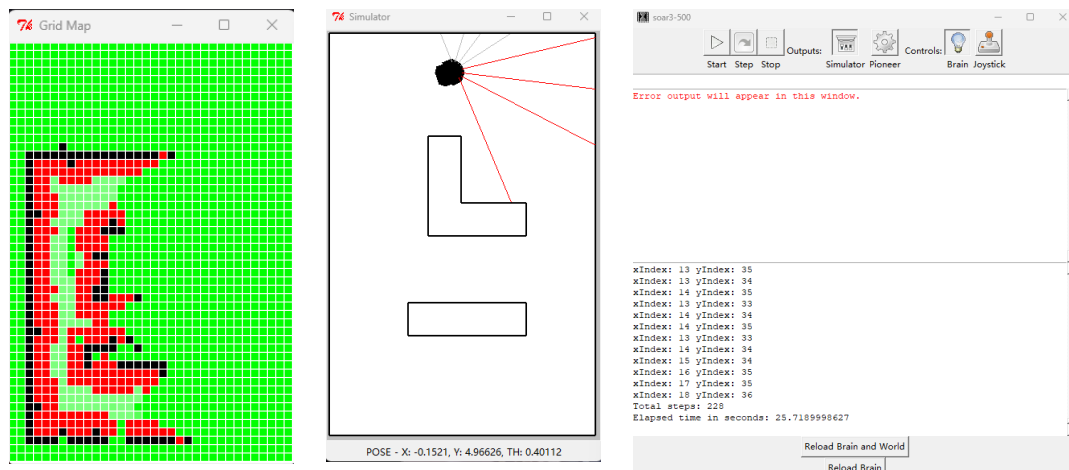 Grid Map
Simulator
POSE - X: -0.1521, Y: 4.96626, TH: 0.40112
soar3-500
Outputs:
VAR
Controls:
Start Step Stop
Simulator Pioneer
Brain Joystick
Error output will appear in this window.
xIndex: 13 yIndex: 35
xIndex: 13 yIndex: 34
xIndex: 14 yIndex: 35
xIndex: 13 yIndex: 33
xIndex: 14 yIndex: 34
xIndex: 14 yIndex: 35
xIndex: 13 yIndex: 33
xIndex: 14 yIndex: 34
xIndex: 15 yIndex: 34
xIndex: 16 yIndex: 35
xIndex: 17 yIndex: 35
xIndex: 18 yIndex: 36
Total steps: 228
Elapsed time in seconds: 25.7189998627
Reload Brain and World
Reload Brain